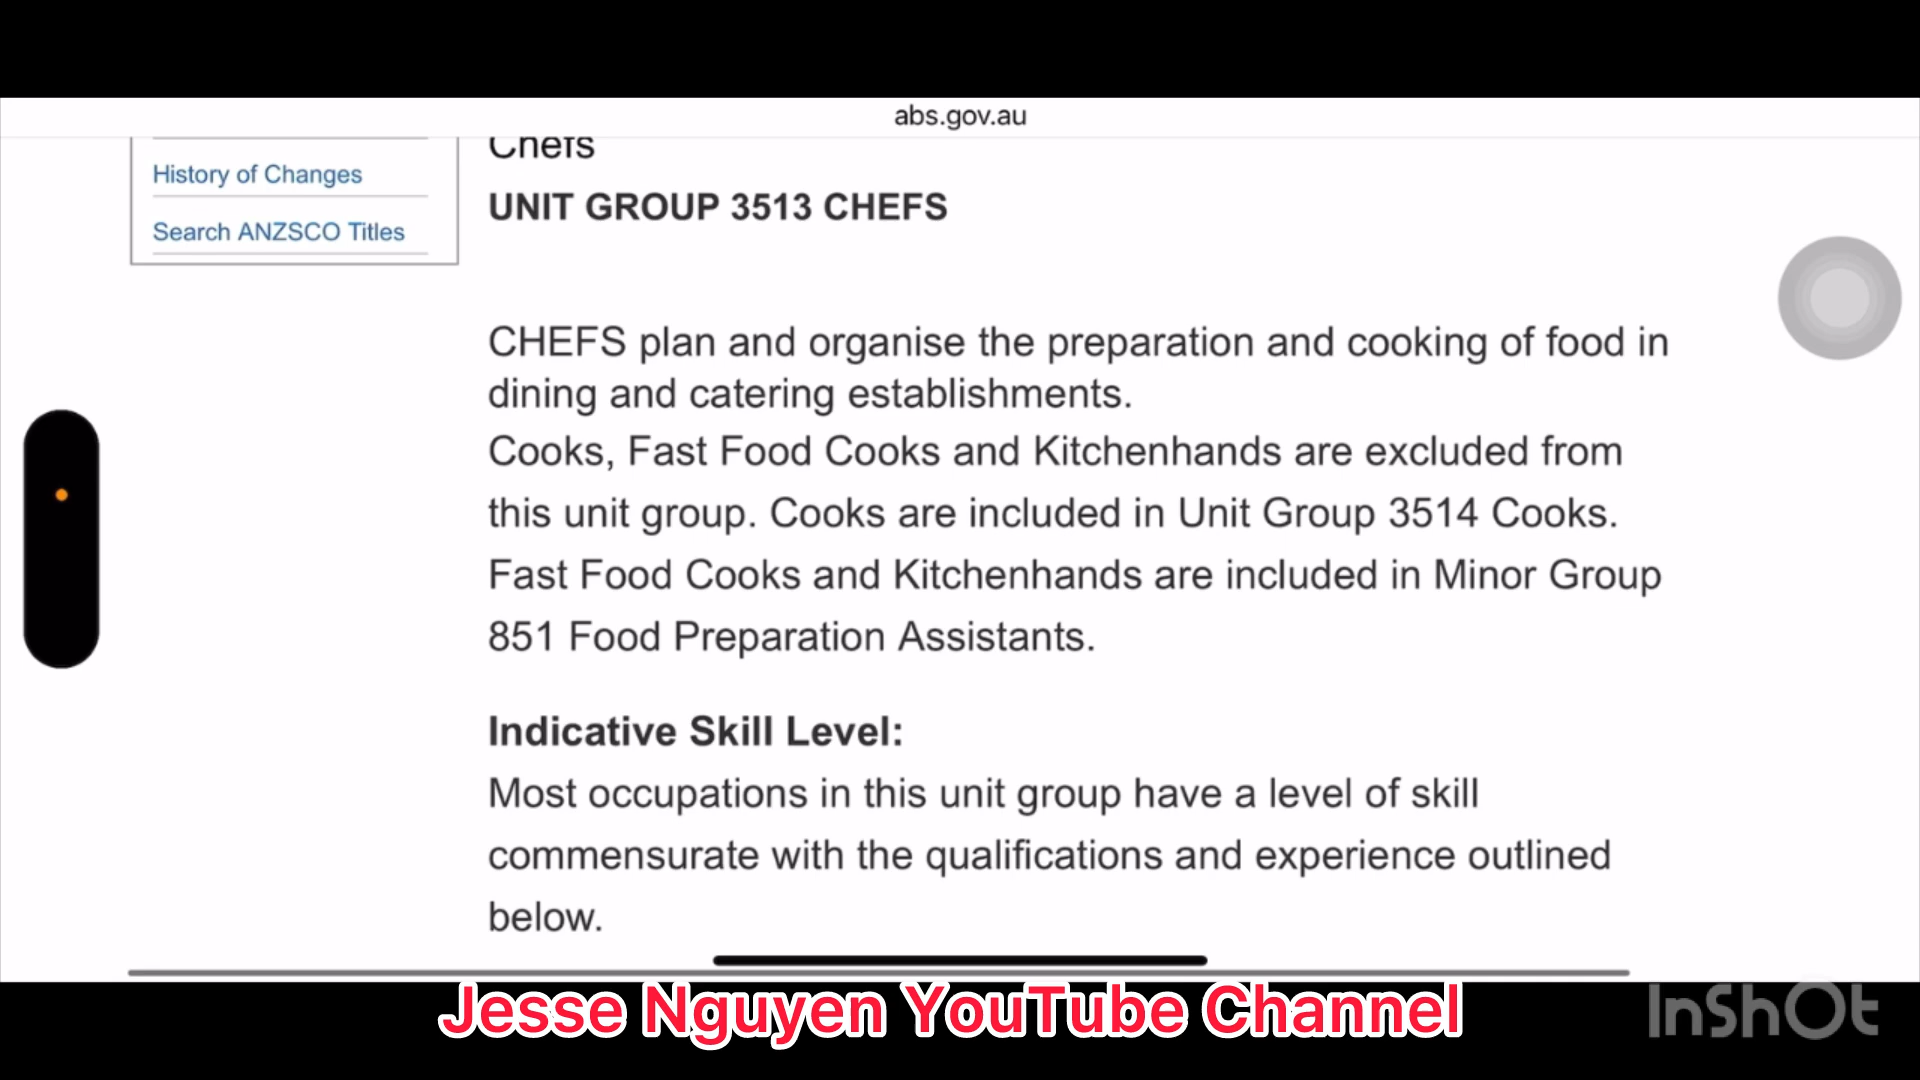 abs.gov.au
Chefs
History of Changes
UNIT GROUP 3513 CHEFS
Search ANZSCO Titles
CHEFS plan and organise the preparation and cooking of food in
dining and catering establishments.
Cooks, Fast Food Cooks and Kitchenhands are excluded from
this unit group. Cooks are included in Unit Group 3514 Cooks.
Fast Food Cooks and Kitchenhands are included in Minor Group
851 Food Preparation Assistants.
Indicative Skill Level:
Most occupations in this unit group have a level of skill
commensurate with the qualifications and experience outlined
below.
Jesse Nguyen YouTube Channel
InShOt